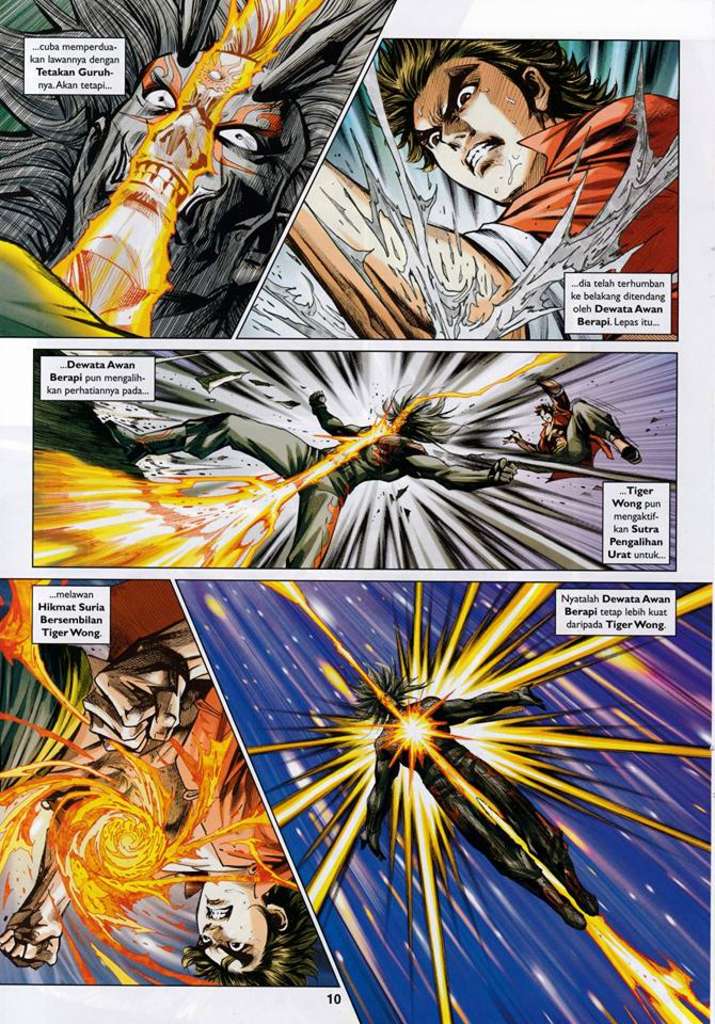 ...cuba memperdua-
kan lawannya dengan
Tetakan Guruh-
nya. Akan tetapi...
...dia telah terhumban
ke belakang ditendang
oleh Dewata Awan
Berapi. Lepas itu...
...Dewata Awan
Berapi pun mengalih-
kan perhatiannya pada...
...Tiger
Wong pun
mengaktif-
kan Sutra
Pengalihan
Urat untuk...
...melawan
Hikmat Suria
Bersembilan
Tiger Wong.
Nyatalah Dewata Awan
Berapi tetap lebih kuat
daripada Tiger Wong.
10